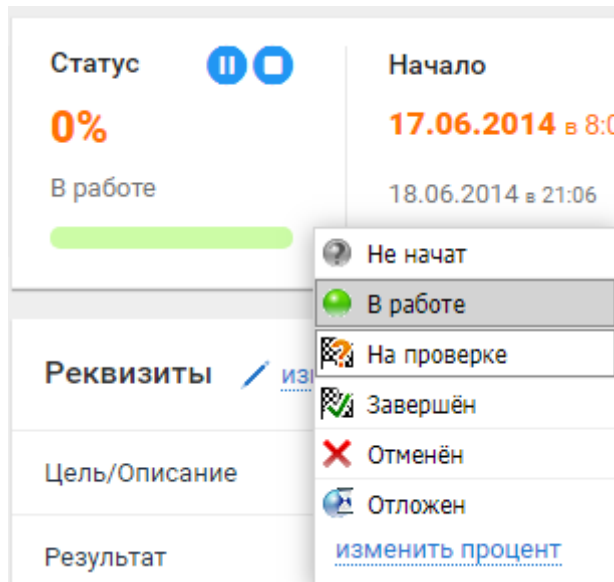 Статус
Начало
0%
17.06.2014 в 8:0
В работе
18.06.2014 в 21:06
Не начат
В работе
На проверке
Реквизиты
Завершён
Отменён
Цель/Описание
Отложен
изменить процент
Результат